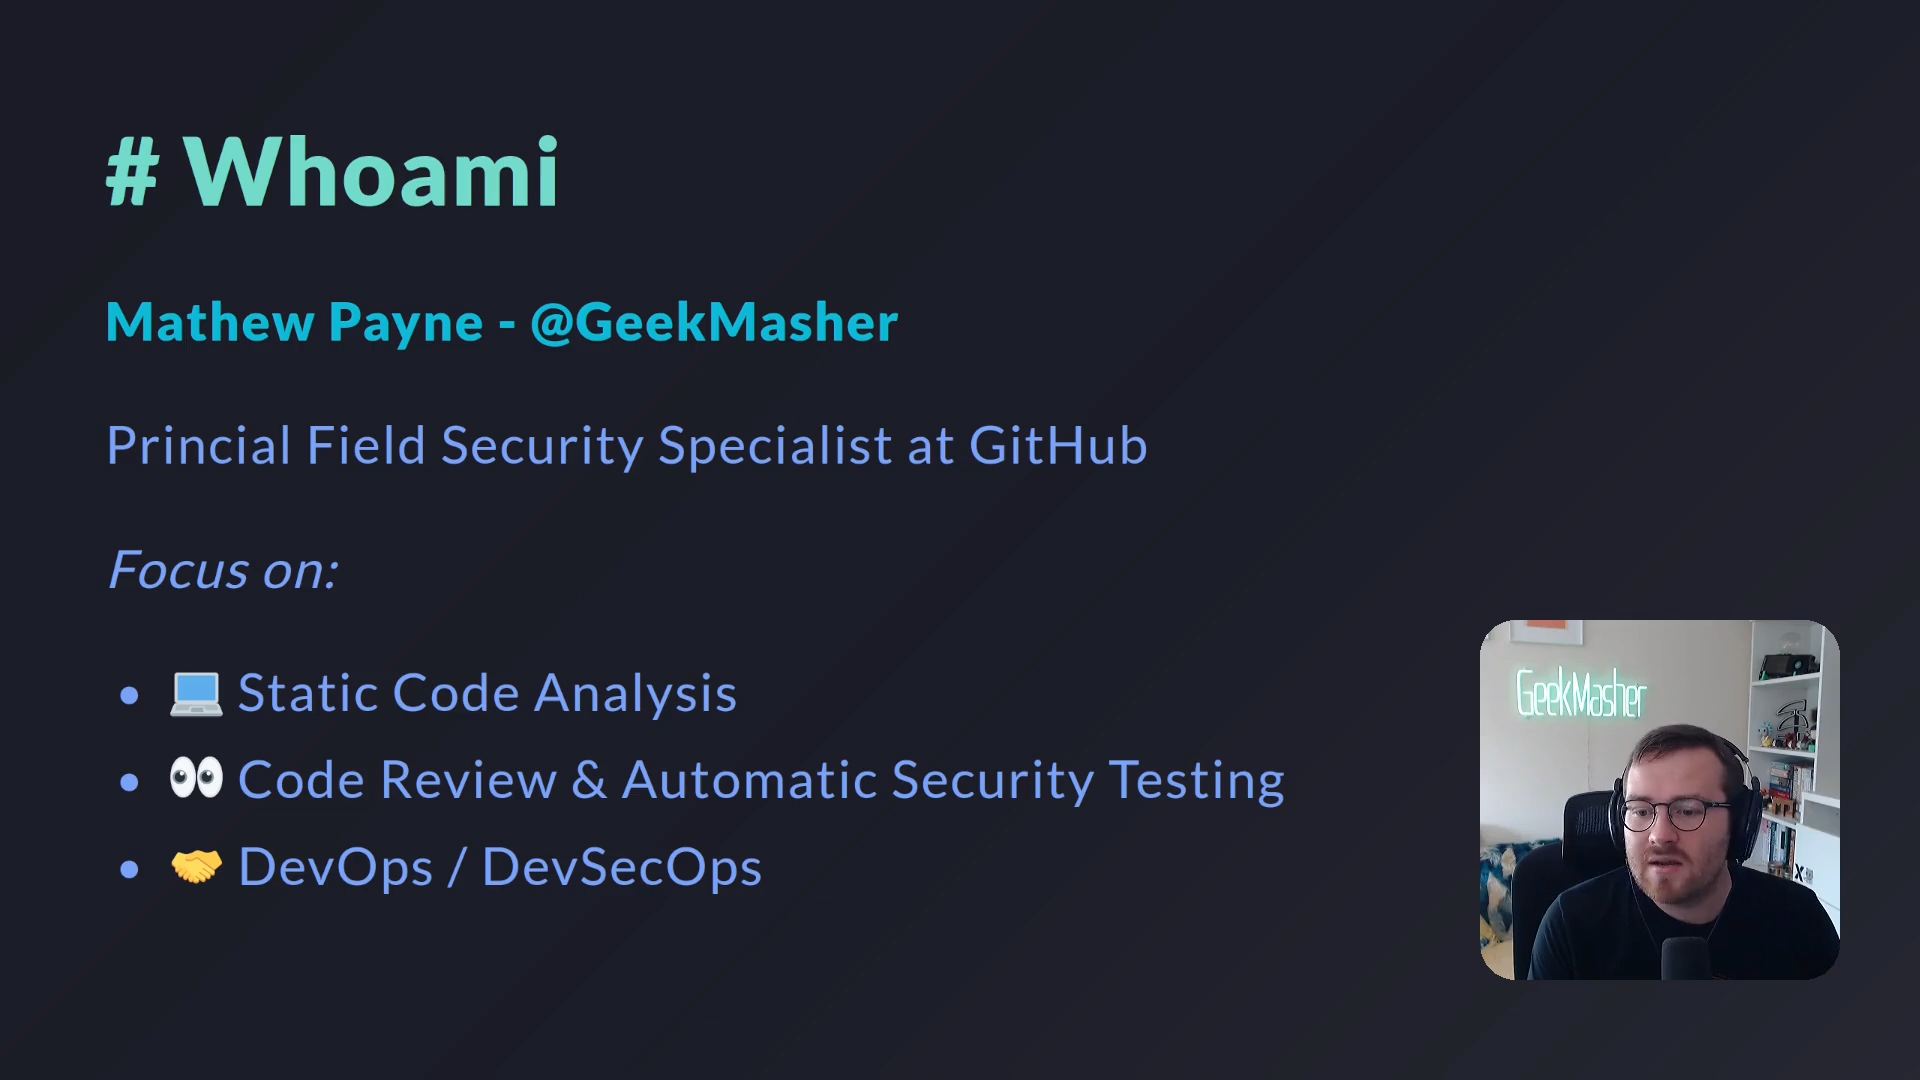 # Whoami
Mathew Payne - @GeekMasher
Princial Field Security Specialist at GitHub
Focus on:
• 💻 Static Code Analysis
• 👀 Code Review & Automatic Security Testing
• 🤝 DevOps / DevSecOps
GeekMasher